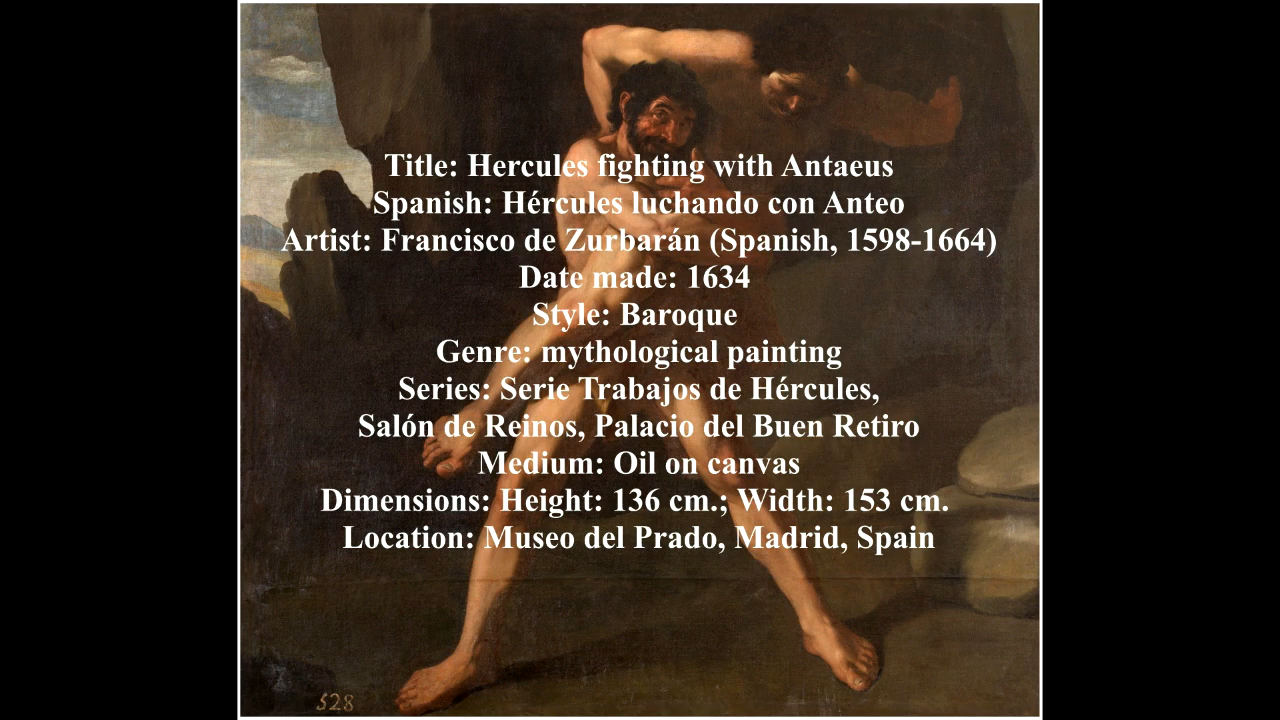 Title: Hercules fighting with Antaeus
Spanish: Hércules luchando con Anteo
Artist: Francisco de Zurbarán (Spanish, 1598-1664)
Date made: 1634
Style: Baroque
Genre: mythological painting
Series: Serie Trabajos de Hércules,
Salón de Reinos, Palacio del Buen Retiro
Medium: Oil on canvas
Dimensions: Height: 136 cm.; Width: 153 cm.
Location: Museo del Prado, Madrid, Spain
528